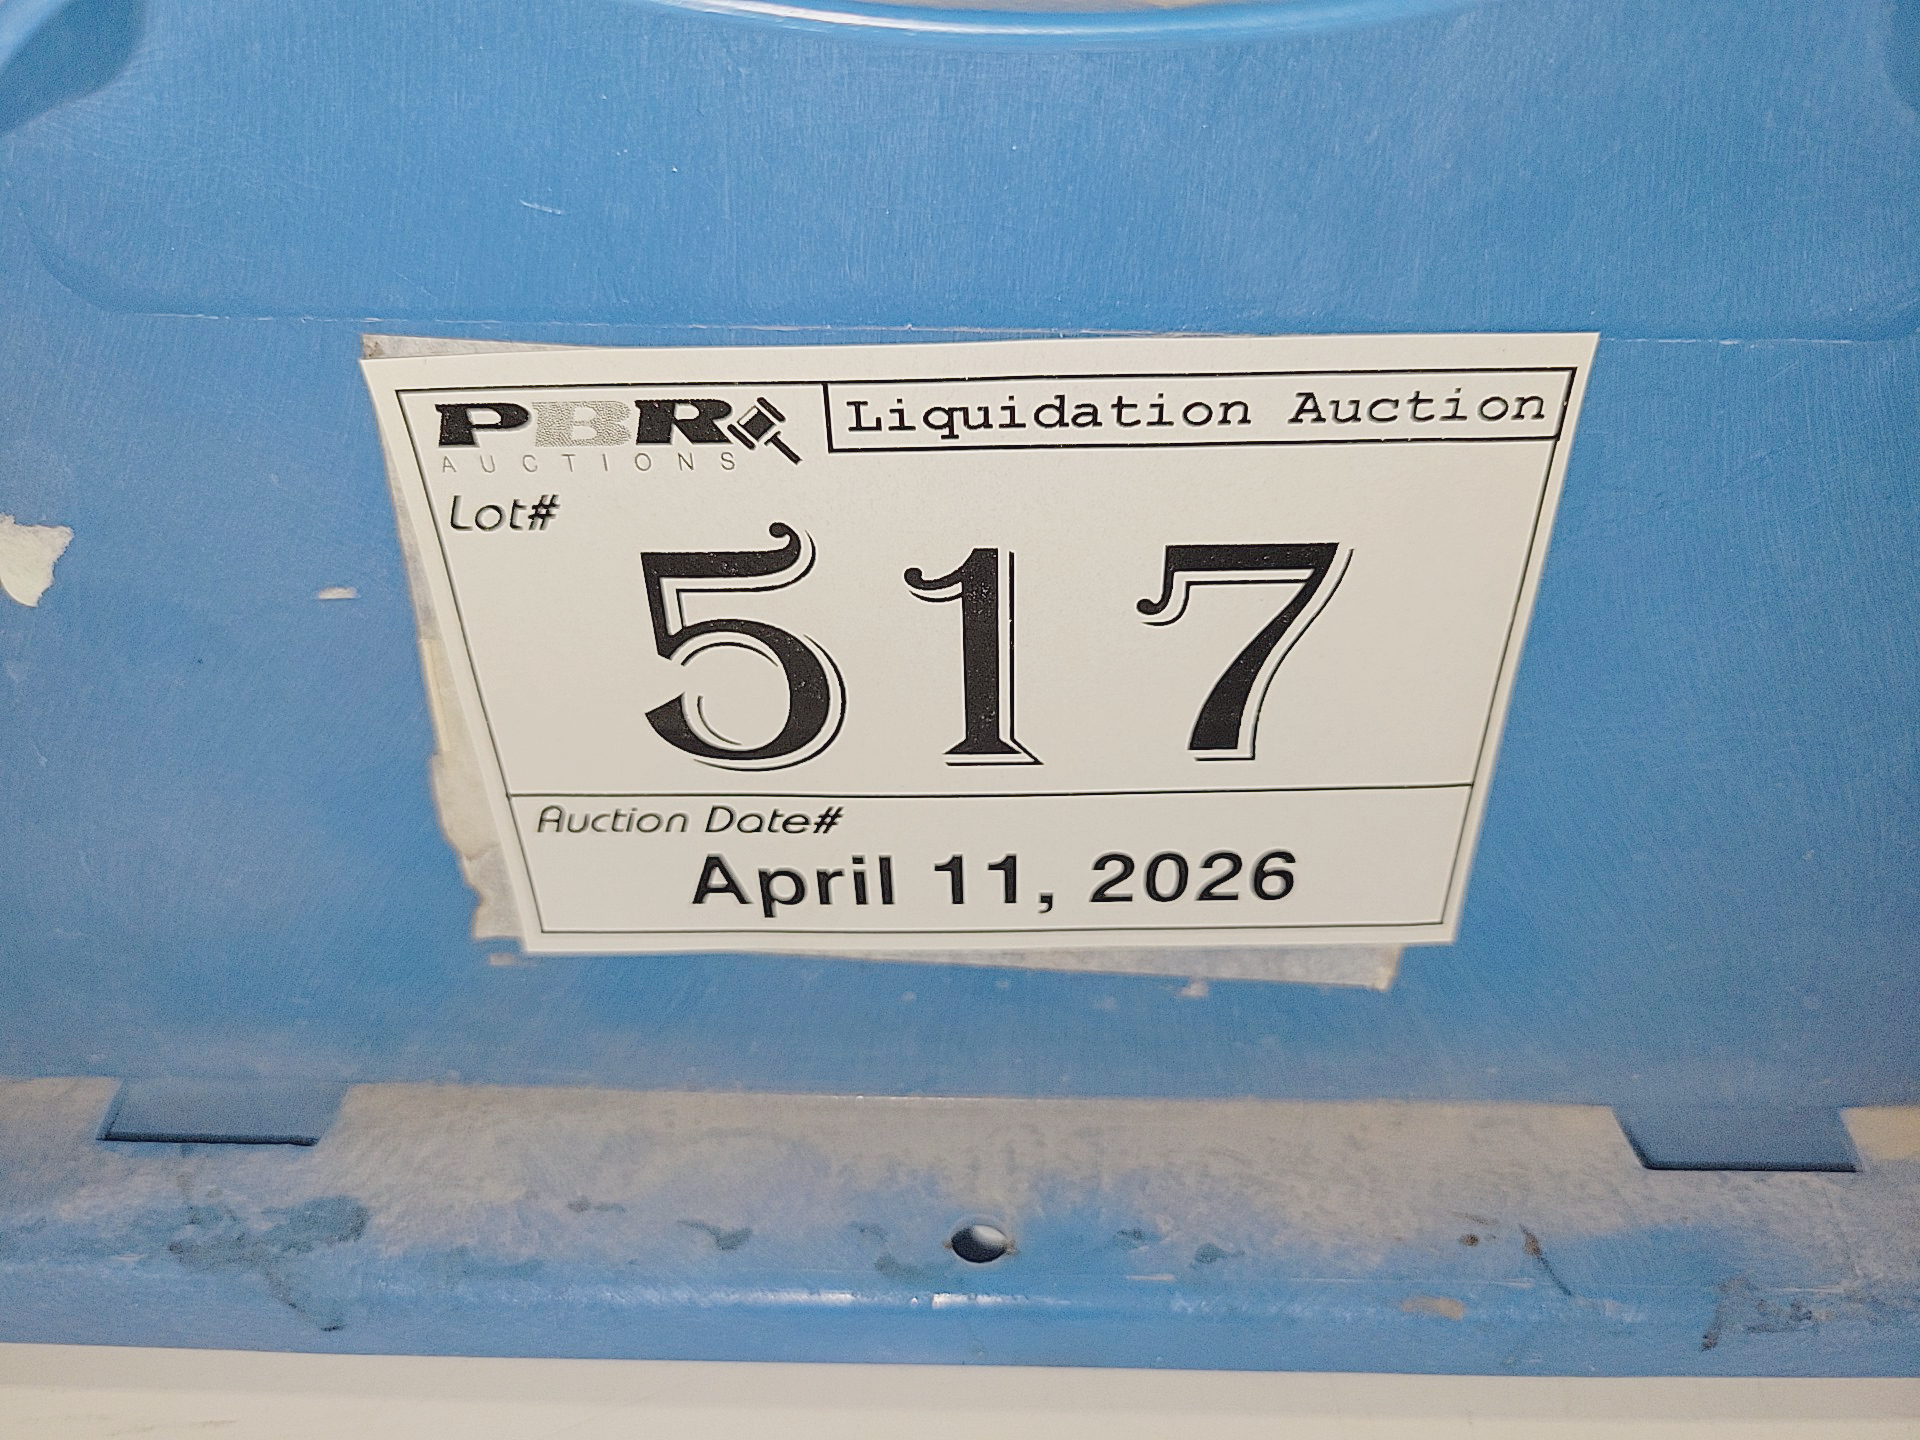 PBR
AUCTIONS
Liquidation Auction
Lot#
517
Auction Date#
April 11, 2026